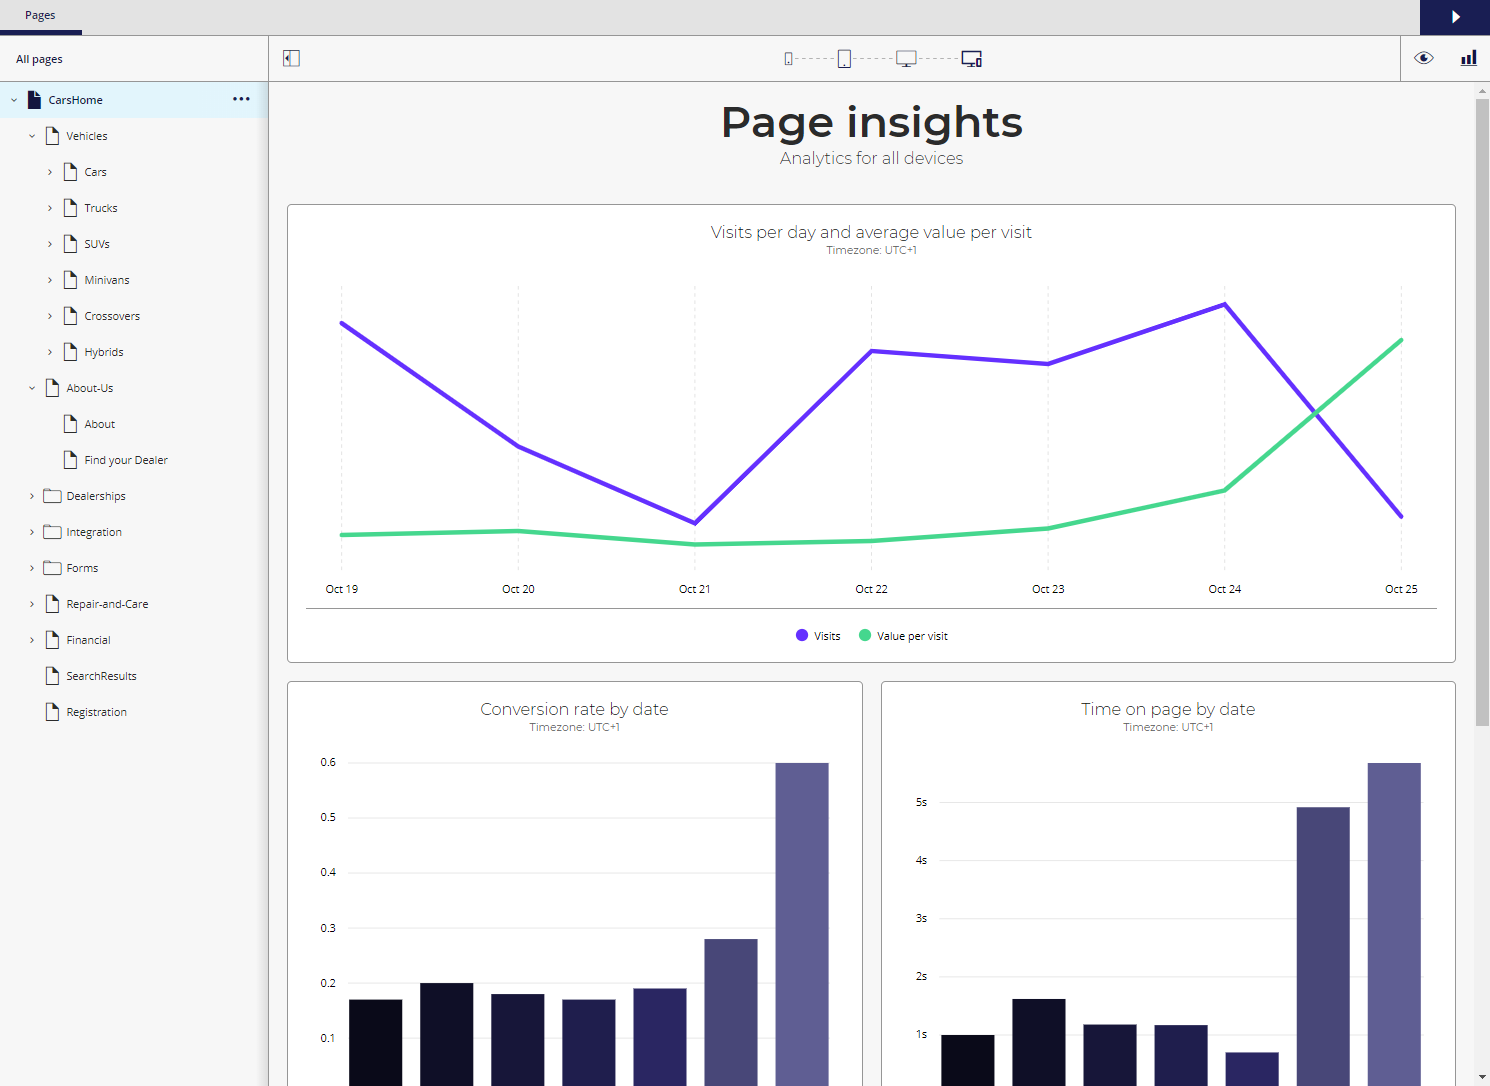 Pages
All pages
CarsHome
Vehicles
Cars
Trucks
SUVs
Minivans
Crossovers
Hybrids
About-Us
About
Find your Dealer
Dealerships
Integration
Forms
Repair-and-Care
Financial
SearchResults
Registration
Page insights
Analytics for all devices
Visits per day and average value per visit
Timezone: UTC+1
Oct 19 Oct 20 Oct 21 Oct 22 Oct 23 Oct 24 Oct 25
Visits Value per visit
Conversion rate by date
Timezone: UTC+1
0.6
0.5
0.4
0.3
0.2
0.1
Time on page by date
Timezone: UTC+1
5s
4s
3s
2s
1s